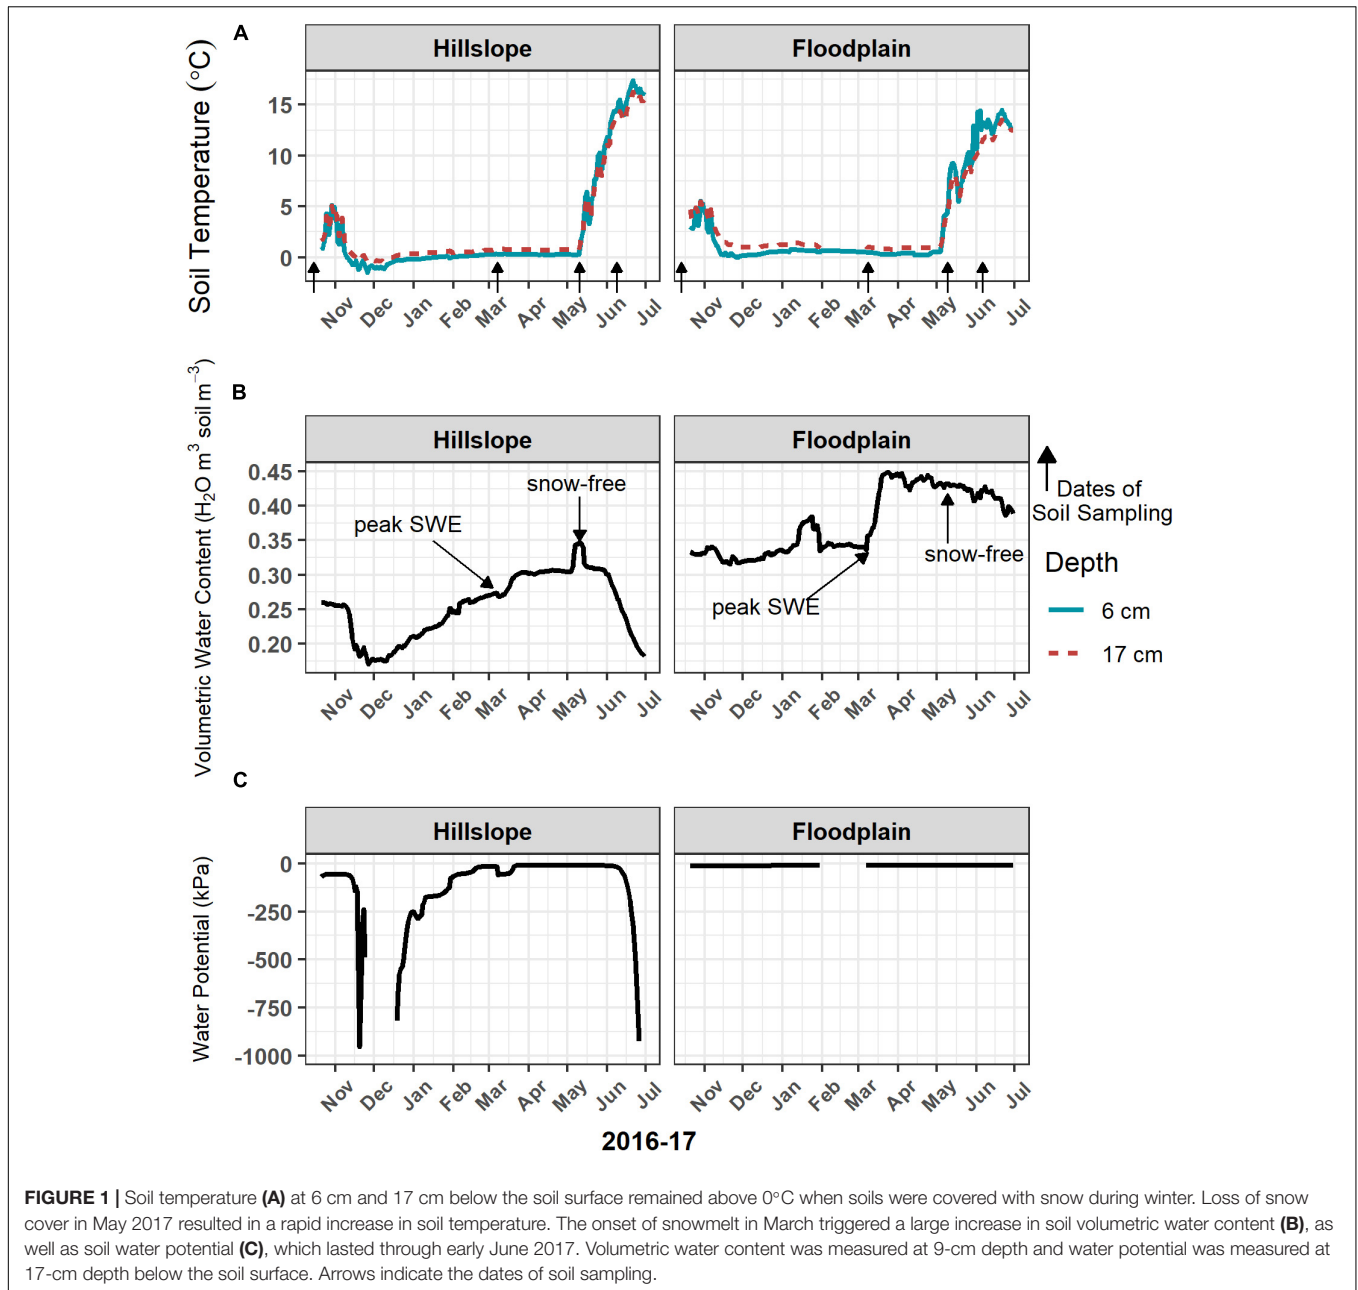 A
Hillslope
Floodplain
Soil Temperature (°C)
15
10
5
0
Nov Dec Jan Feb Mar Apr May Jun Jul
Nov Dec Jan Feb Mar Apr May Jun Jul
B
Hillslope
Floodplain
Volumetric Water Content (H₂O m³ soil m⁻³)
0.45
0.40
0.35
0.30
0.25
0.20
peak SWE
snow-free
peak SWE
snow-free
Nov Dec Jan Feb Mar Apr May Jun Jul
Nov Dec Jan Feb Mar Apr May Jun Jul
Dates of
Soil Sampling
Depth
6 cm
17 cm
C
Hillslope
Floodplain
Water Potential (kPa)
0
-250
-500
-750
-1000
Nov Dec Jan Feb Mar Apr May Jun Jul
Nov Dec Jan Feb Mar Apr May Jun Jul
2016-17
FIGURE 1 | Soil temperature (A) at 6 cm and 17 cm below the soil surface remained above 0°C when soils were covered with snow during winter. Loss of snow
cover in May 2017 resulted in a rapid increase in soil temperature. The onset of snowmelt in March triggered a large increase in soil volumetric water content (B), as
well as soil water potential (C), which lasted through early June 2017. Volumetric water content was measured at 9-cm depth and water potential was measured at
17-cm depth below the soil surface. Arrows indicate the dates of soil sampling.